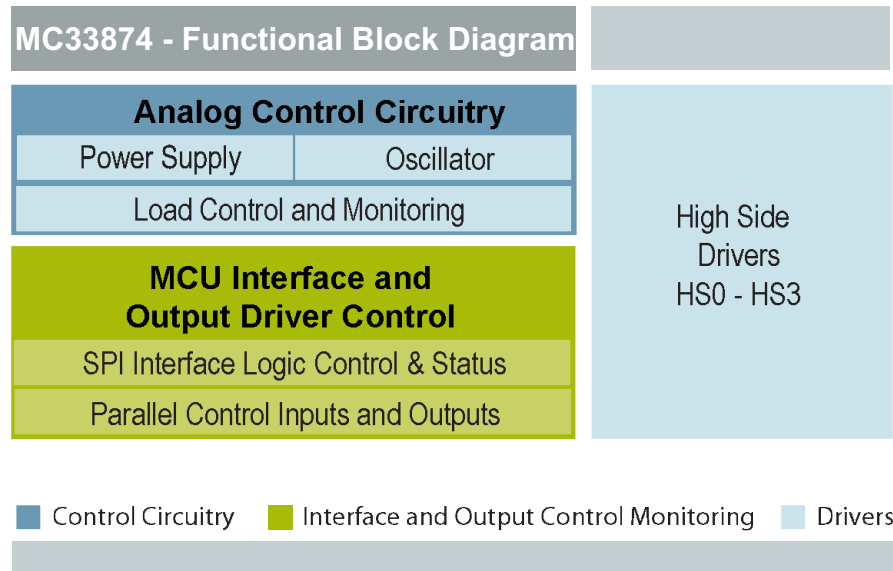 MC33874 - Functional Block Diagram
Analog Control Circuitry
Power Supply
Oscillator
Load Control and Monitoring
MCU Interface and
Output Driver Control
SPI Interface Logic Control & Status
Parallel Control Inputs and Outputs
High Side
Drivers
HS0 - HS3
Control Circuitry
Interface and Output Control Monitoring
Drivers